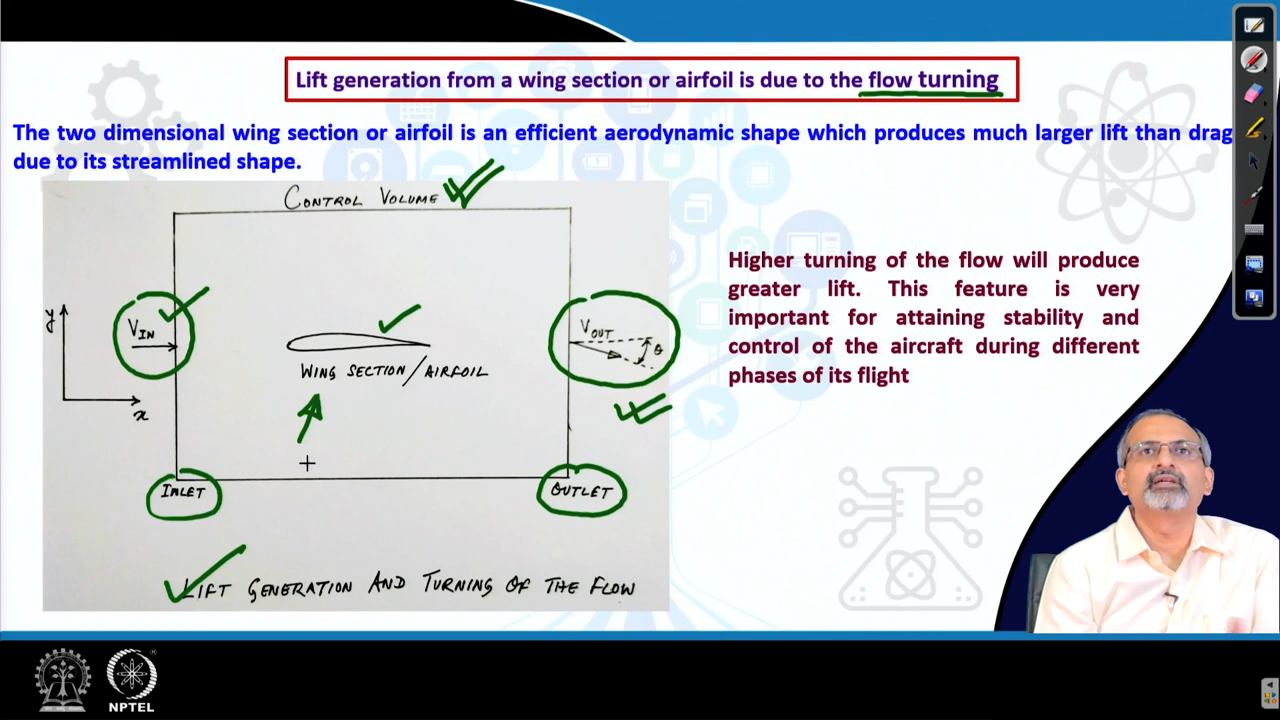 Lift generation from a wing section or airfoil is due to the flow turning
The two dimensional wing section or airfoil is an efficient aerodynamic shape which produces much larger lift than drag
due to its streamlined shape.
CONTROL VOLUME
y
V IN
x
WING SECTION/AIRFOIL
V OUT
θ
INLET
OUTLET
LIFT GENERATION AND TURNING OF THE FLOW
Higher turning of the flow will produce
greater lift. This feature is very
important for attaining stability and
control of the aircraft during different
phases of its flight
NPTEL